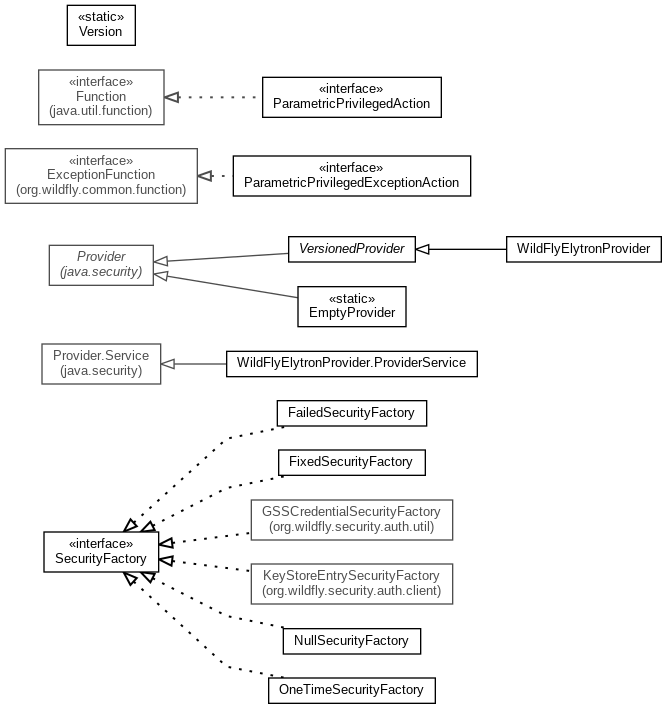 «static»
Version
«interface»
Function
(java.util.function)
«interface»
ParametricPrivilegedAction
«interface»
ExceptionFunction
(org.wildfly.common.function)
«interface»
ParametricPrivilegedExceptionAction
Provider
(java.security)
VersionedProvider
WildFlyElytronProvider
«static»
EmptyProvider
Provider.Service
(java.security)
WildFlyElytronProvider.ProviderService
FailedSecurityFactory
FixedSecurityFactory
GSSCredentialSecurityFactory
(org.wildfly.security.auth.util)
«interface»
SecurityFactory
KeyStoreEntrySecurityFactory
(org.wildfly.security.auth.client)
NullSecurityFactory
OneTimeSecurityFactory